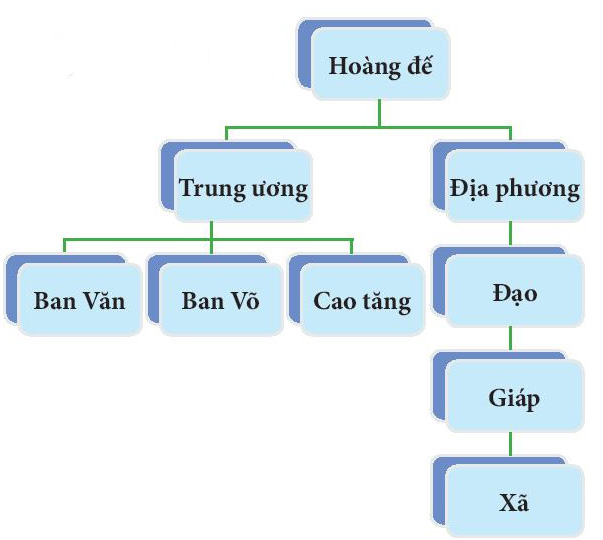 Hoàng đế
Trung ương
Địa phương
Ban Văn
Ban Võ
Cao tăng
Đạo
Giáp
Xã